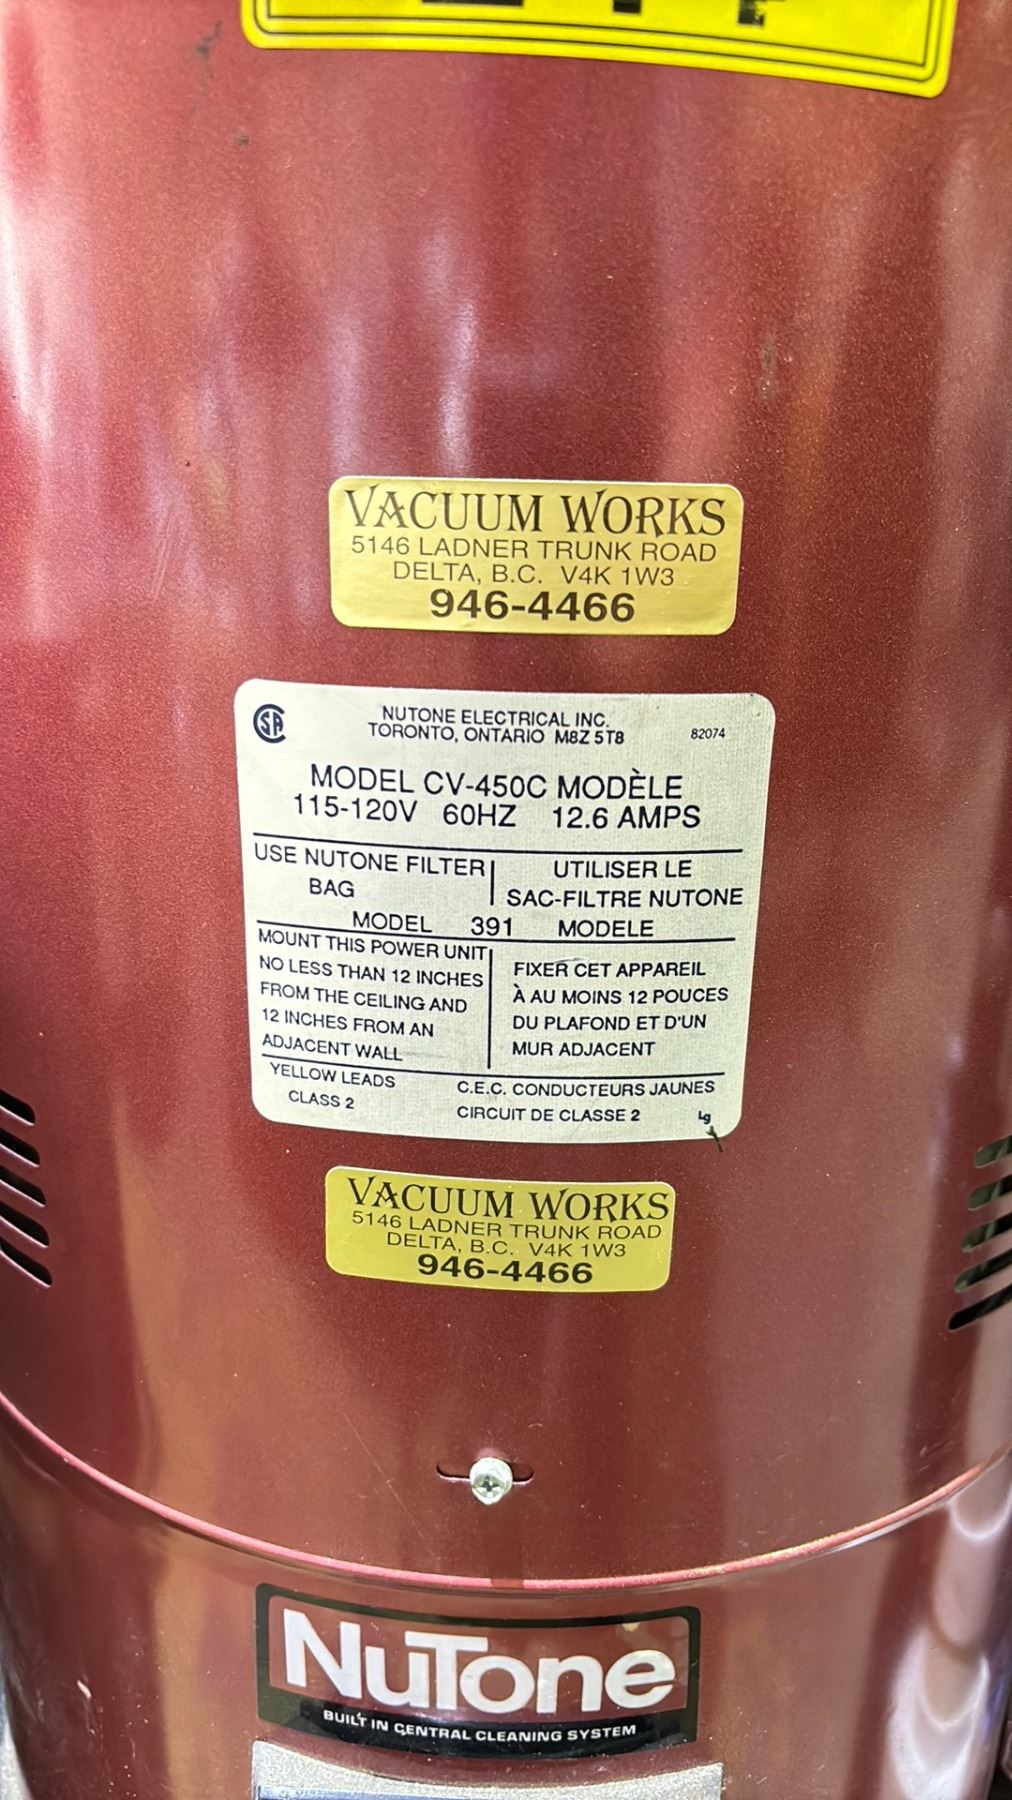 VACUUM WORKS
5146 LADNER TRUNK ROAD
DELTA, B.C. V4K 1W3
946-4466
NUTONE ELECTRICAL INC.
TORONTO, ONTARIO M8Z 5T8
82074
MODEL CV-450C MODÈLE
115-120V 60HZ 12.6 AMPS
USE NUTONE FILTER
BAG
UTILISER LE
SAC-FILTRE NUTONE
MODEL 391 MODELE
MOUNT THIS POWER UNIT
NO LESS THAN 12 INCHES
FROM THE CEILING AND
12 INCHES FROM AN
ADJACENT WALL
FIXER CET APPAREIL
À AU MOINS 12 POUCES
DU PLAFOND ET D'UN
MUR ADJACENT
YELLOW LEADS
CLASS 2
C.E.C. CONDUCTEURS JAUNES
CIRCUIT DE CLASSE 2
VACUUM WORKS
5146 LADNER TRUNK ROAD
DELTA, B.C. V4K 1W3
946-4466
NuTone
BUILT IN CENTRAL CLEANING SYSTEM